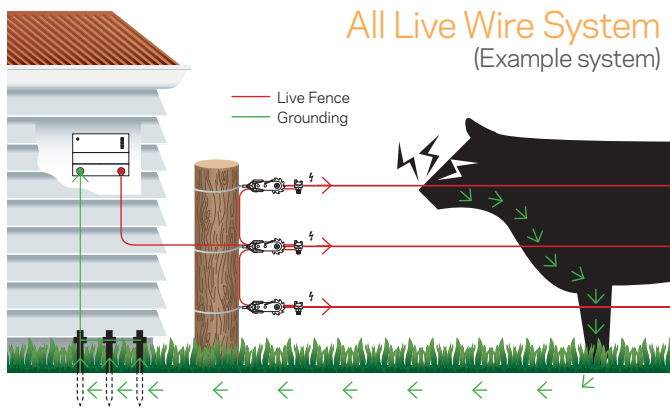 All Live Wire System
(Example system)
Live Fence
Grounding